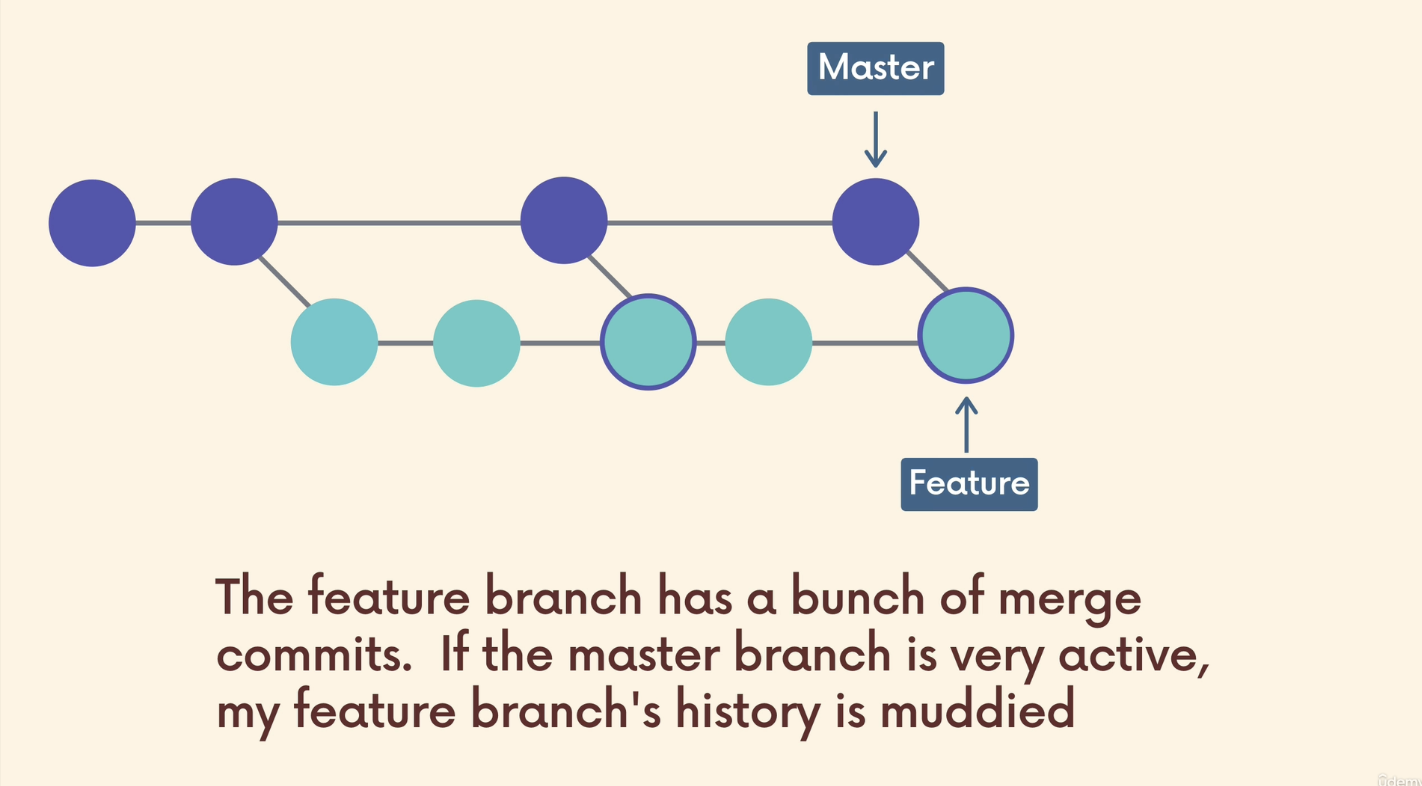 Master
Feature
The feature branch has a bunch of merge
commits. If the master branch is very active,
my feature branch's history is muddied
ûdemy